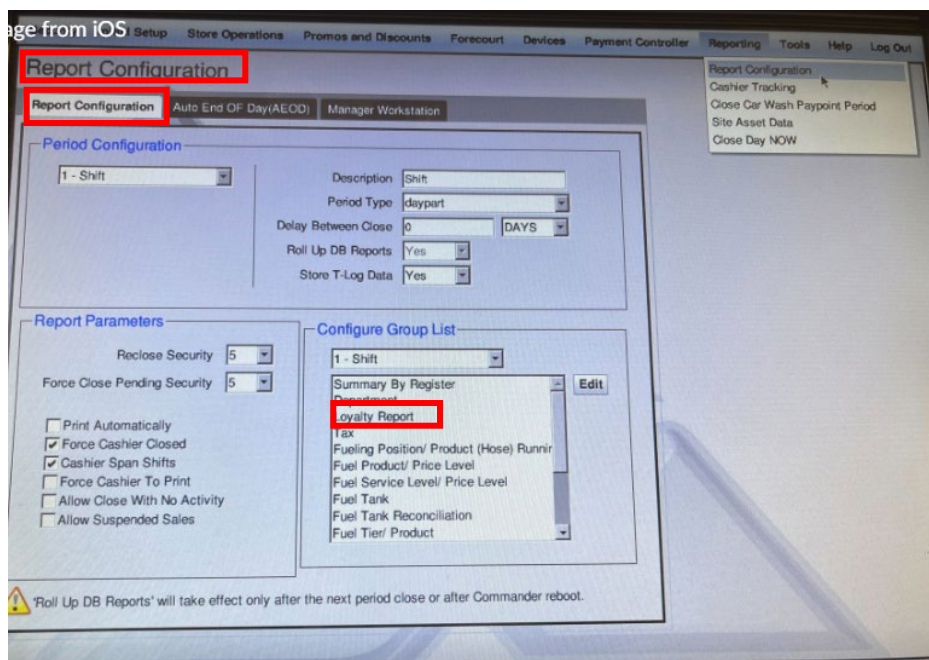 age from iOS
Setup Store Operations Promos and Discounts Forecourt Devices Payment Controller Reporting Tools Help Log Out
Report Configuration
Report Configuration
Cashier Tracking
Close Car Wash Paypoint Period
Site Asset Data
Close Day NOW
Report Configuration Auto End OF Day(AEOD) Manager Workstation
Period Configuration
1 - Shift
Description Shift
Period Type daypart
Delay Between Close 0 DAYS
Roll Up DB Reports Yes
Store T-Log Data Yes
Report Parameters
Reclose Security 5
Force Close Pending Security 5
Print Automatically
Force Cashier Closed
Cashier Span Shifts
Force Cashier To Print
Allow Close With No Activity
Allow Suspended Sales
Configure Group List
1 - Shift
Edit
Summary By Register
Department
Loyalty Report
Tax
Fueling Position/ Product (Hose) Runnir
Fuel Product/ Price Level
Fuel Service Level/ Price Level
Fuel Tank
Fuel Tank Reconciliation
Fuel Tier/ Product
'Roll Up DB Reports' will take effect only after the next period close or after Commander reboot.